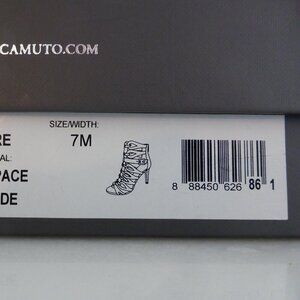 CAMUTO.COM
SIZE/WIDTH:
RE 7M
AL:
PACE
DE
8 88450 626 86 1